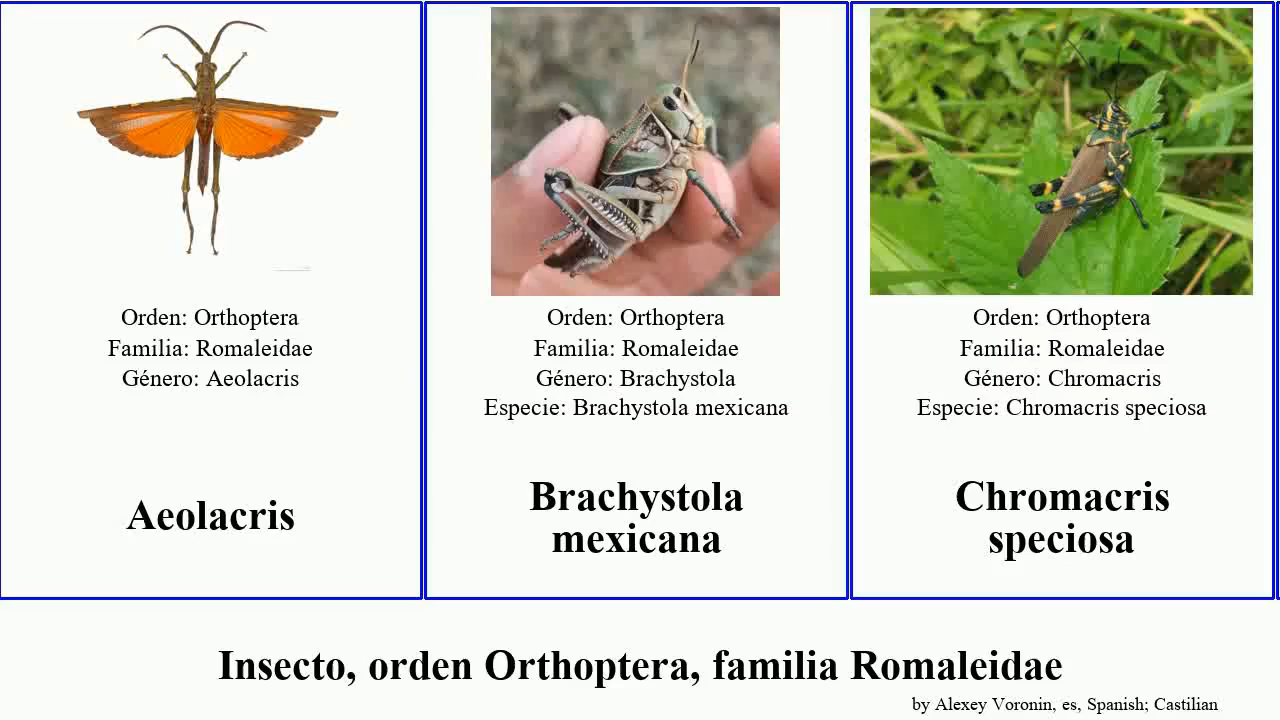 Orden: Orthoptera
Familia: Romaleidae
Género: Aeolacris
Aeolacris
Orden: Orthoptera
Familia: Romaleidae
Género: Brachystola
Especie: Brachystola mexicana
Brachystola
mexicana
Orden: Orthoptera
Familia: Romaleidae
Género: Chromacris
Especie: Chromacris speciosa
Chromacris
speciosa
Insecto, orden Orthoptera, familia Romaleidae
by Alexey Voronin, es, Spanish; Castilian